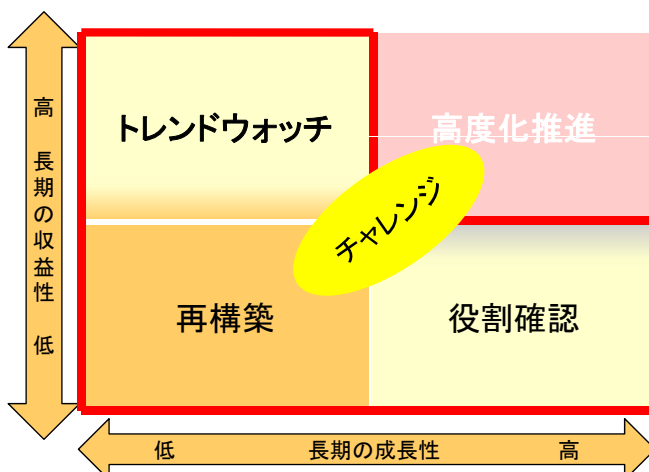 高 長期の収益性 低
トレンドウォッチ
高度化推進
チャレンジ
再構築
役割確認
低 長期の成長性 高